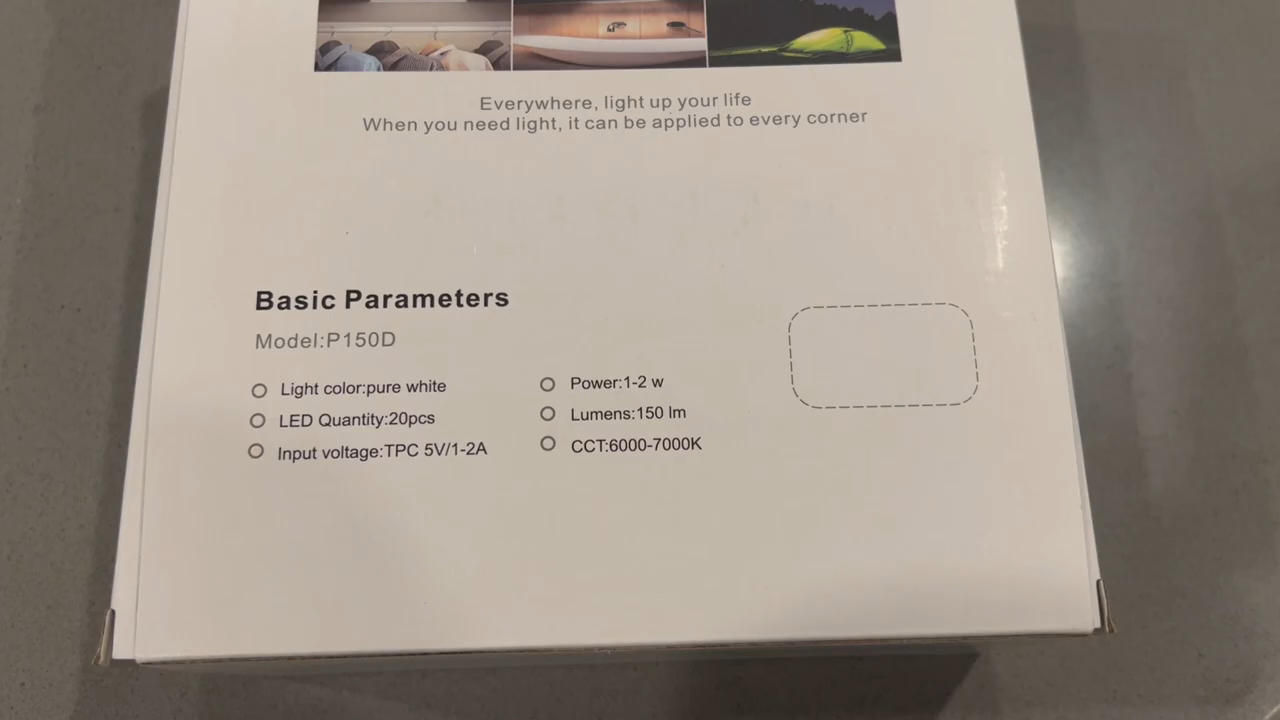 Everywhere, light up your life
When you need light, it can be applied to every corner
Basic Parameters
Model:P150D
Light color:pure white
LED Quantity:20pcs
Input voltage:TPC 5V/1-2A
Power:1-2 w
Lumens:150 lm
CCT:6000-7000K